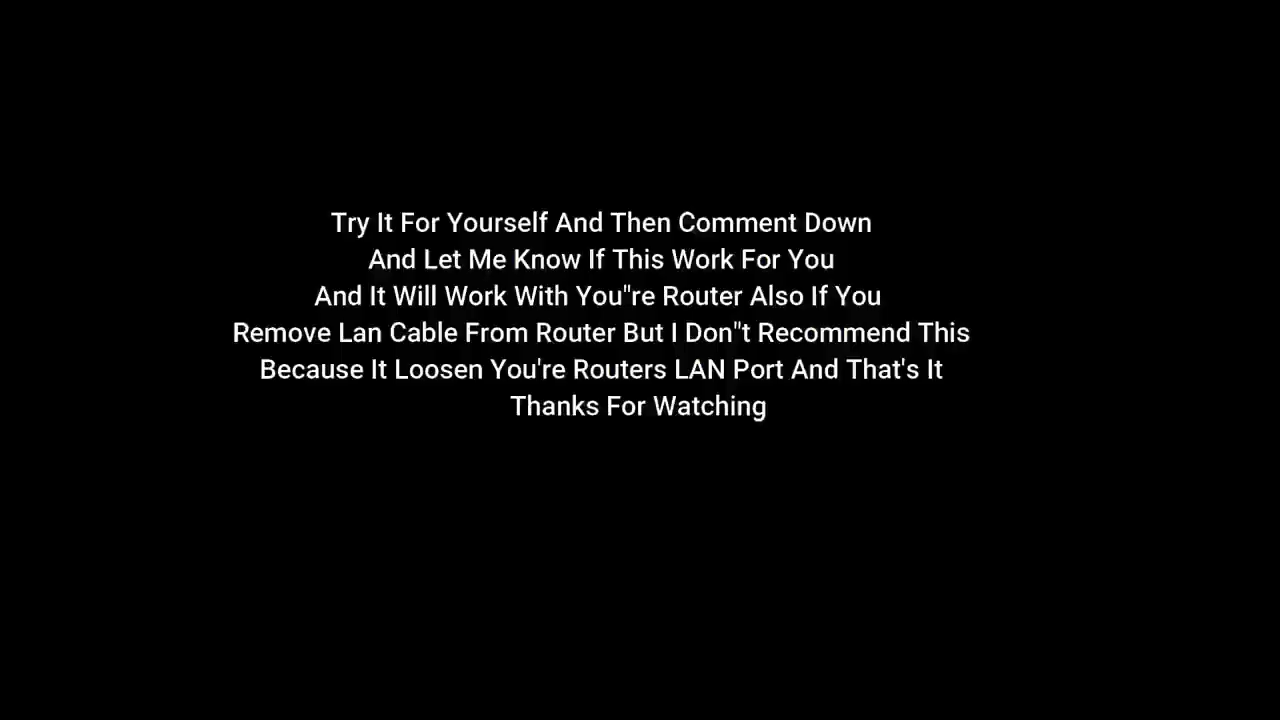 Try It For Yourself And Then Comment Down
And Let Me Know If This Work For You
And It Will Work With You"re Router Also If You
Remove Lan Cable From Router But I Don"t Recommend This
Because It Loosen You're Routers LAN Port And That's It
Thanks For Watching